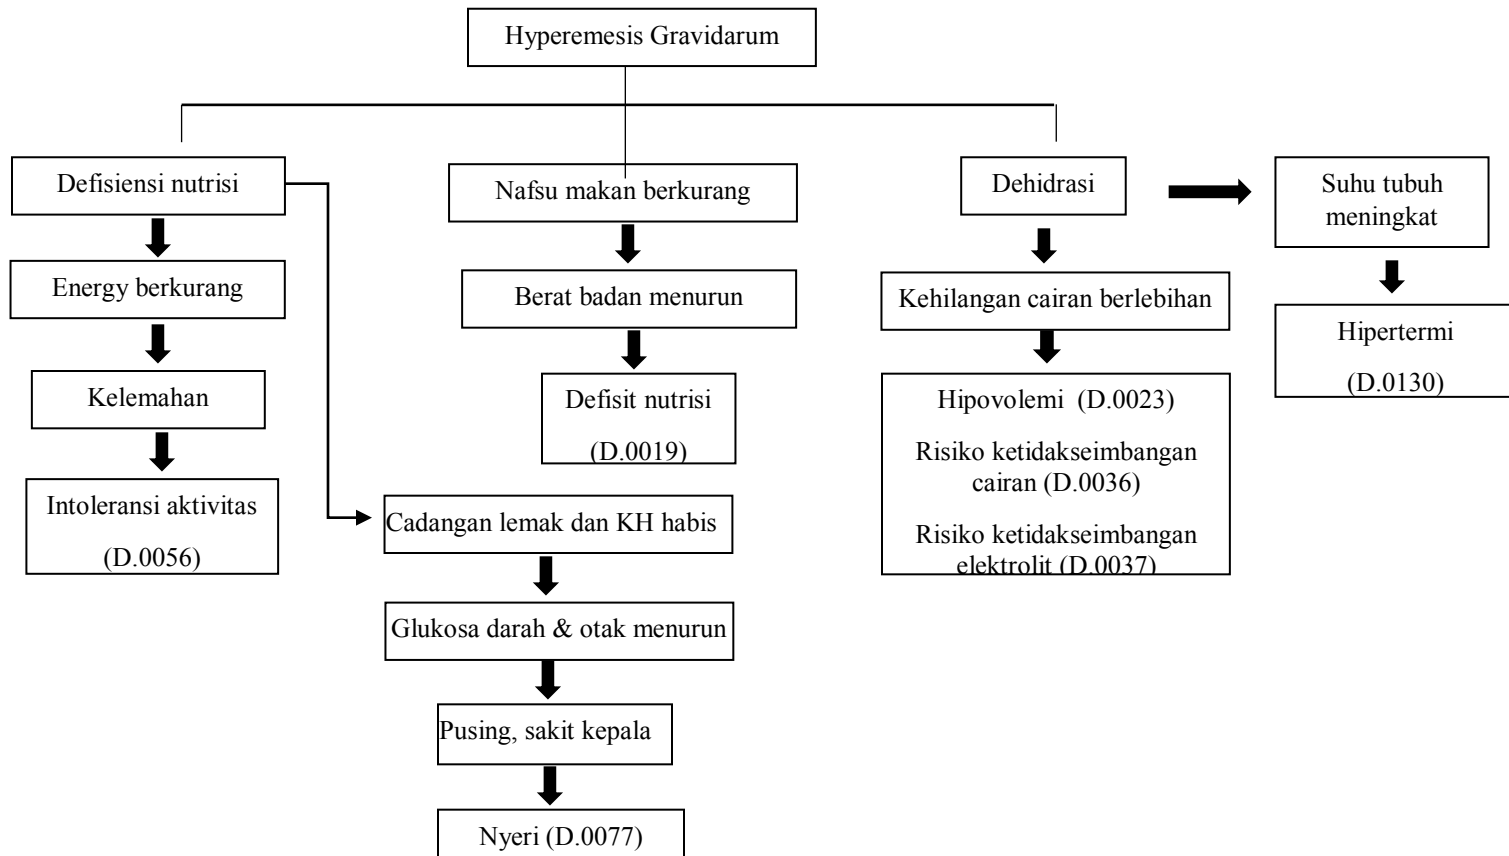 Hyperemesis Gravidarum
Defisiensi nutrisi
Nafsu makan berkurang
Dehidrasi
Suhu tubuh
meningkat
Energy berkurang
Berat badan menurun
Kehilangan cairan berlebihan
Hipertermi
(D.0130)
Kelemahan
Defisit nutrisi
(D.0019)
Hipovolemi (D.0023)
Risiko ketidakseimbangan
cairan (D.0036)
Risiko ketidakseimbangan
elektrolit (D.0037)
Intoleransi aktivitas
(D.0056)
Cadangan lemak dan KH habis
Glukosa darah & otak menurun
Pusing, sakit kepala
Nyeri (D.0077)